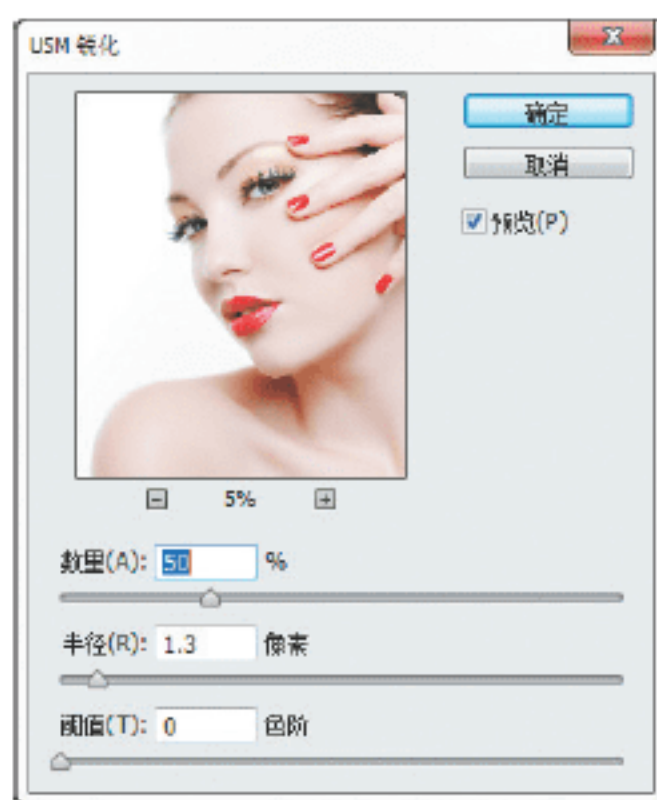 USM 锐化
确定
取消
预览(P)
5%
数里(A): 50 %
半径(R): 1.3 像素
阈值(T): 0 色阶